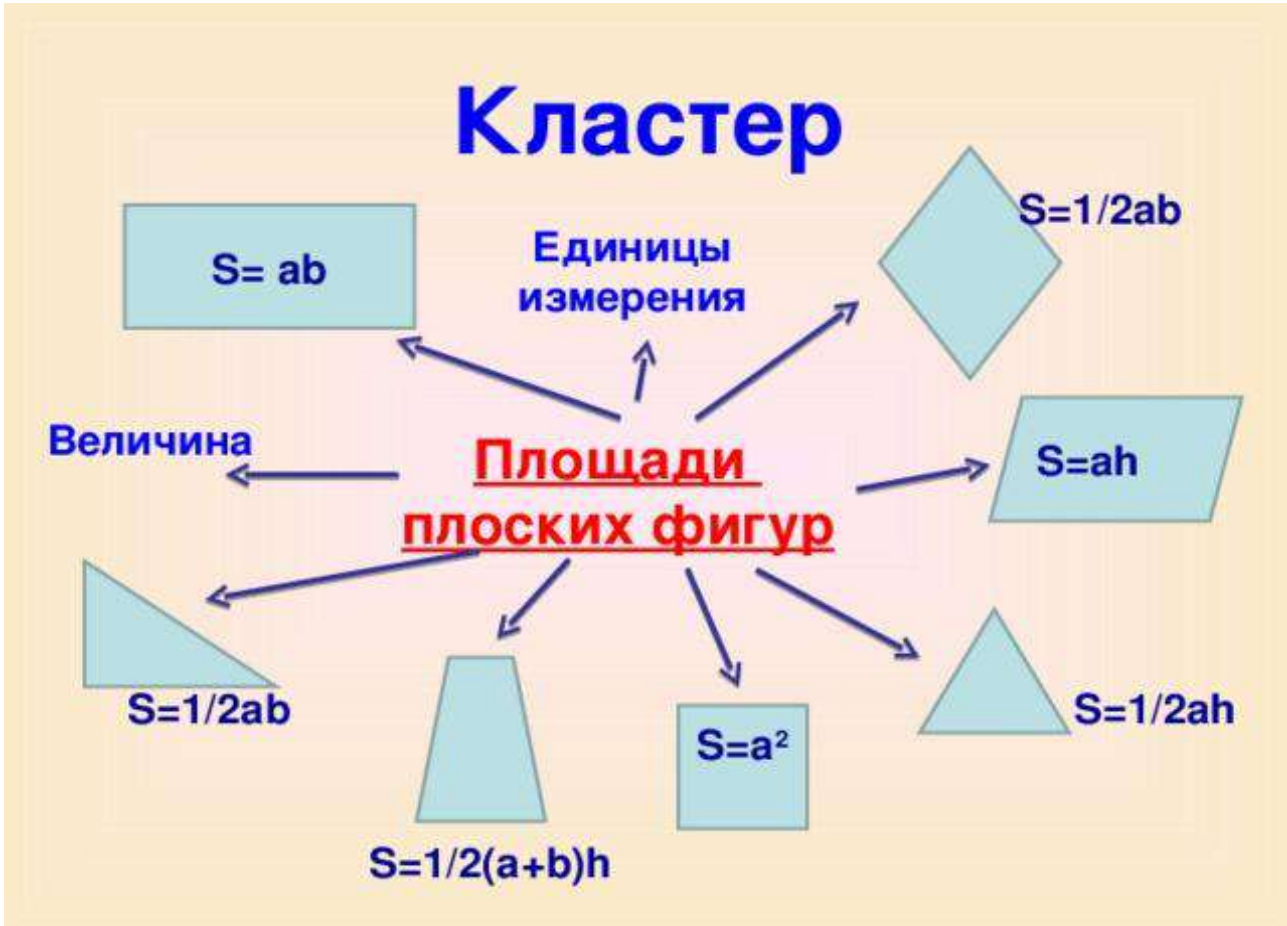 Кластер
S=1/2ab
S= ab
Единицы
измерения
Величина
Площади
плоских фигур
S=ah
S=1/2ab
S=1/2ah
S=a²
S=1/2(a+b)h